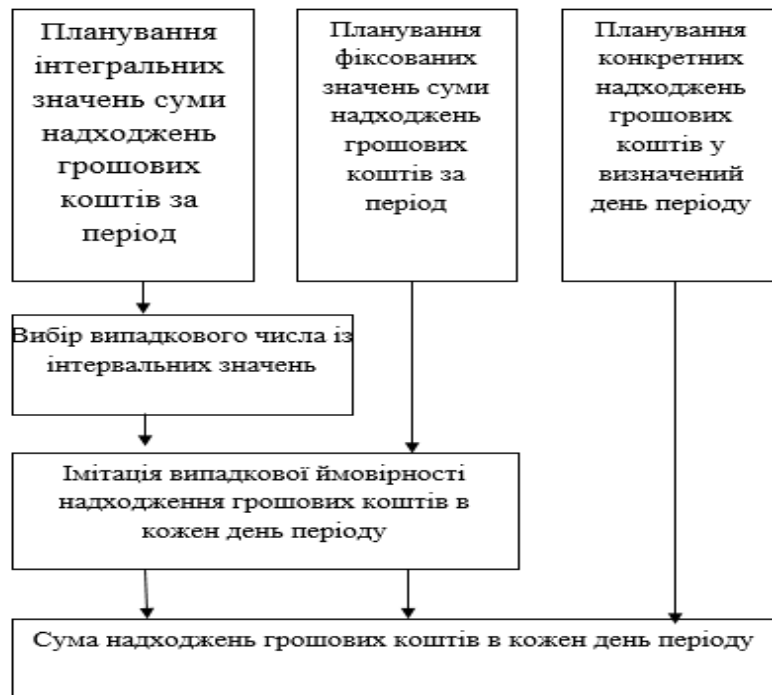 Планування
інтегральних
значень суми
надходжень
грошових
коштів за
період
Планування
фіксованих
значень суми
надходжень
грошових
коштів за
період
Планування
конкретних
надходжень
грошових
коштів у
визначений
день періоду
Вибір випадкового числа із
інтервальних значень
Імітація випадкової ймовірності
надходження грошових коштів в
кожен день періоду
Сума надходжень грошових коштів в кожен день періоду